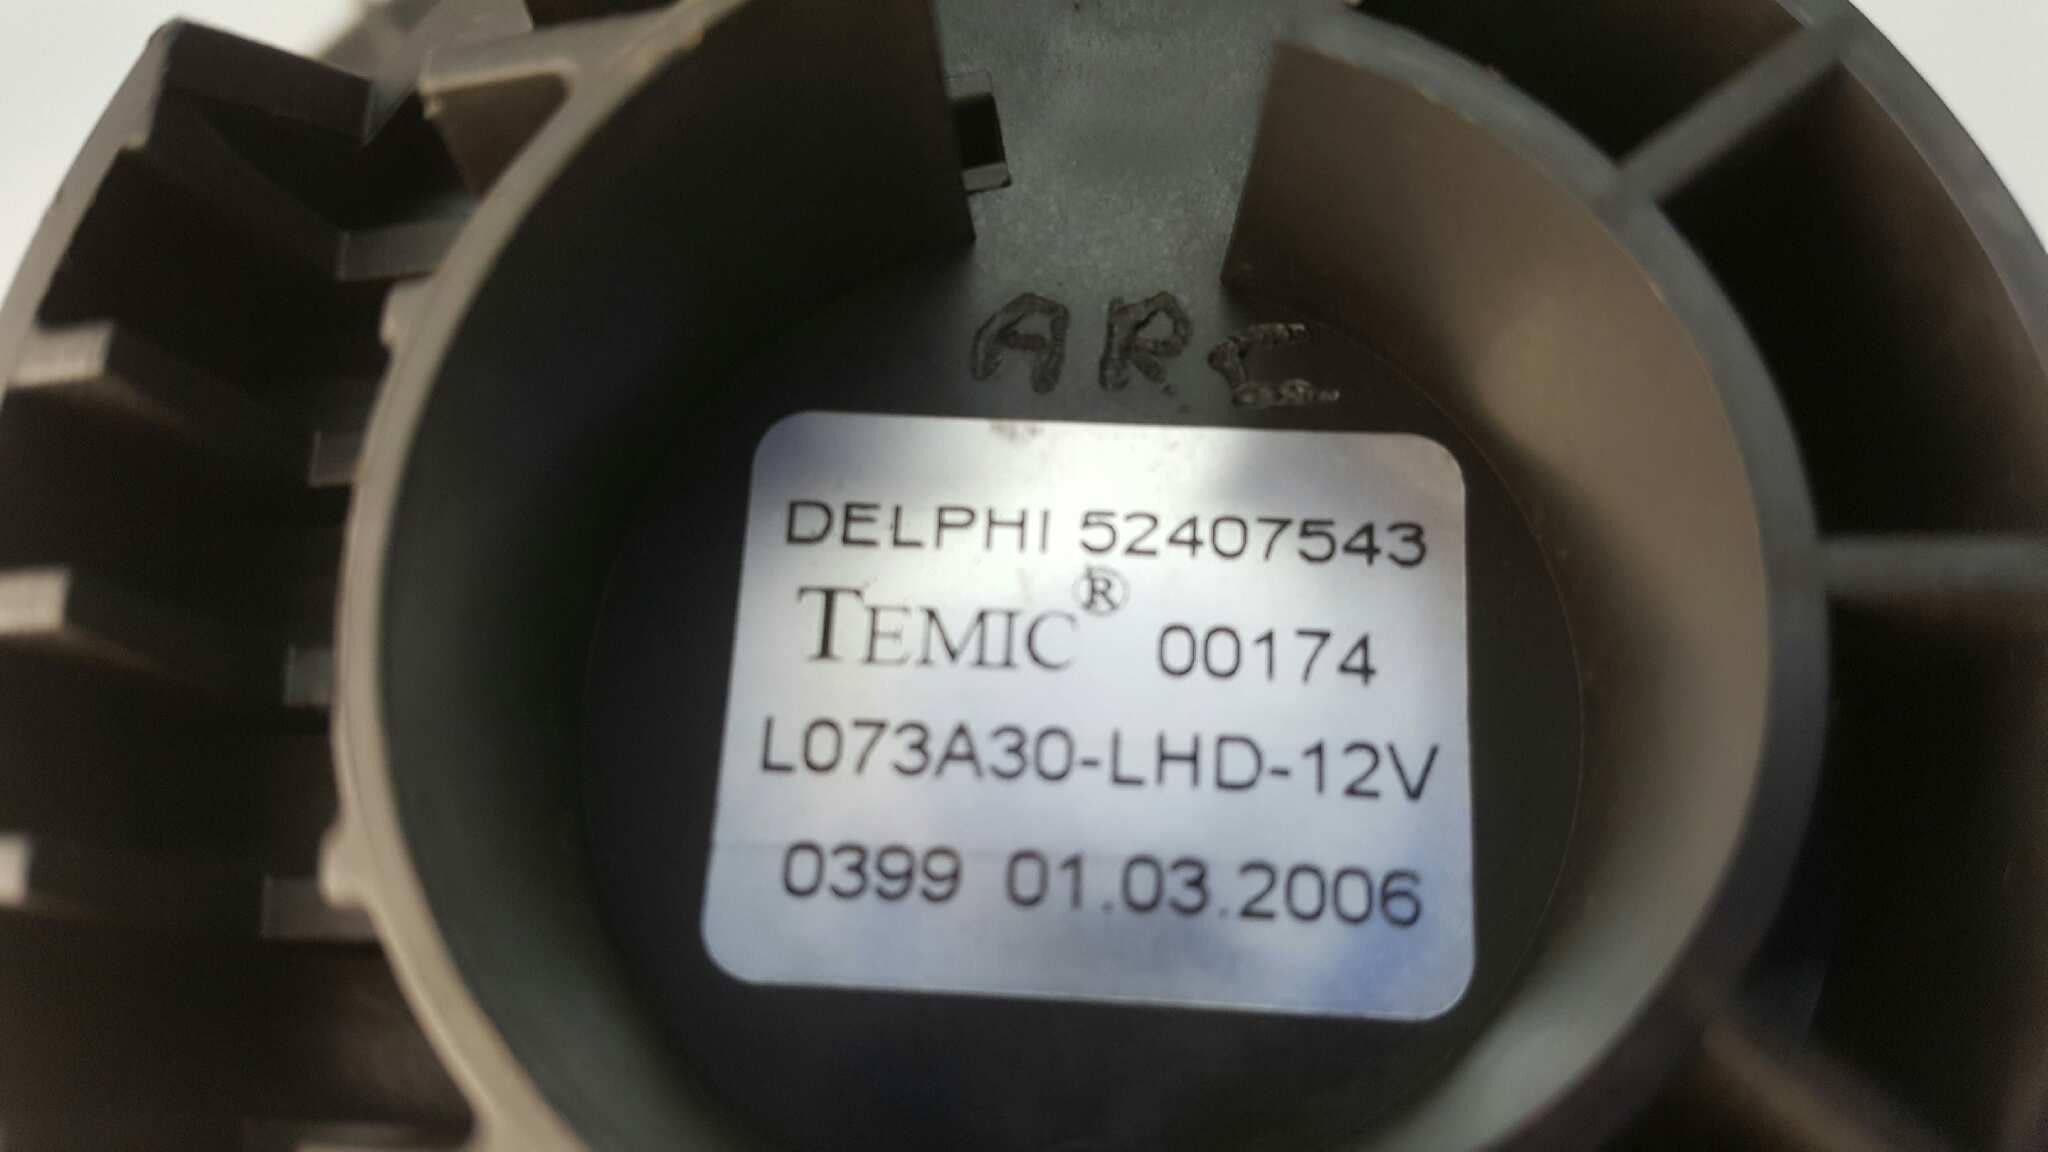 ARC
DELPHI 52407543
TEMIC® 00174
L073A30-LHD-12V
0399 01.03.2006